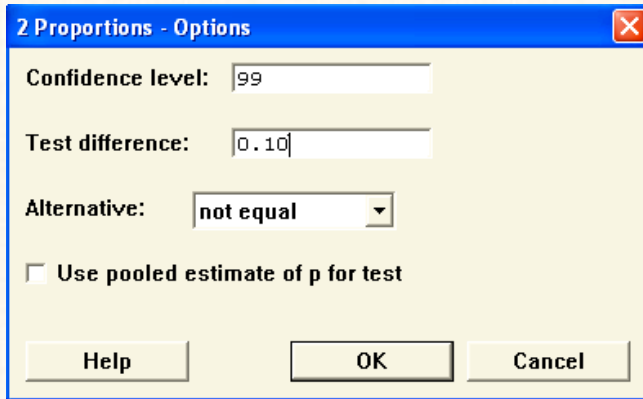 2 Proportions - Options
Confidence level: 99
Test difference: 0.10
Alternative: not equal
Use pooled estimate of p for test
Help OK Cancel